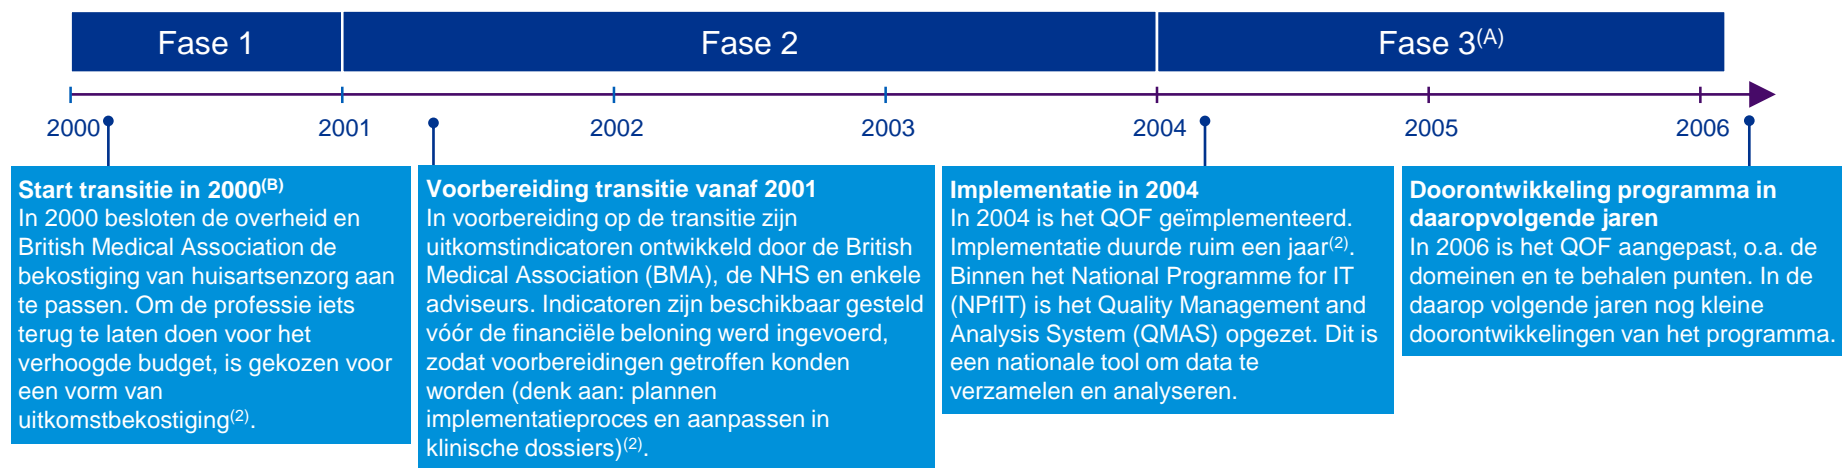 Fase 1
Fase 2
Fase 3(A)
2000
2001
2002
2003
2004
2005
2006
Start transitie in 2000(B)
In 2000 besloten de overheid en
British Medical Association de
bekostiging van huisartsenzorg aan
te passen. Om de professie iets
terug te laten doen voor het
verhoogde budget, is gekozen voor
een vorm van
uitkomstbekostiging(2).
Voorbereiding transitie vanaf 2001
In voorbereiding op de transitie zijn
uitkomstindicatoren ontwikkeld door de British
Medical Association (BMA), de NHS en enkele
adviseurs. Indicatoren zijn beschikbaar gesteld
vóór de financiële beloning werd ingevoerd,
zodat voorbereidingen getroffen konden
worden (denk aan: plannen
implementatieproces en aanpassen in
klinische dossiers)(2).
Implementatie in 2004
In 2004 is het QOF geïmplementeerd.
Implementatie duurde ruim een jaar(2).
Binnen het National Programme for IT
(NPfIT) is het Quality Management and
Analysis System (QMAS) opgezet. Dit is
een nationale tool om data te
verzamelen en analyseren.
Doorontwikkeling programma in
daaropvolgende jaren
In 2006 is het QOF aangepast, o.a. de
domeinen en te behalen punten. In de
daarop volgende jaren nog kleine
doorontwikkelingen van het programma.